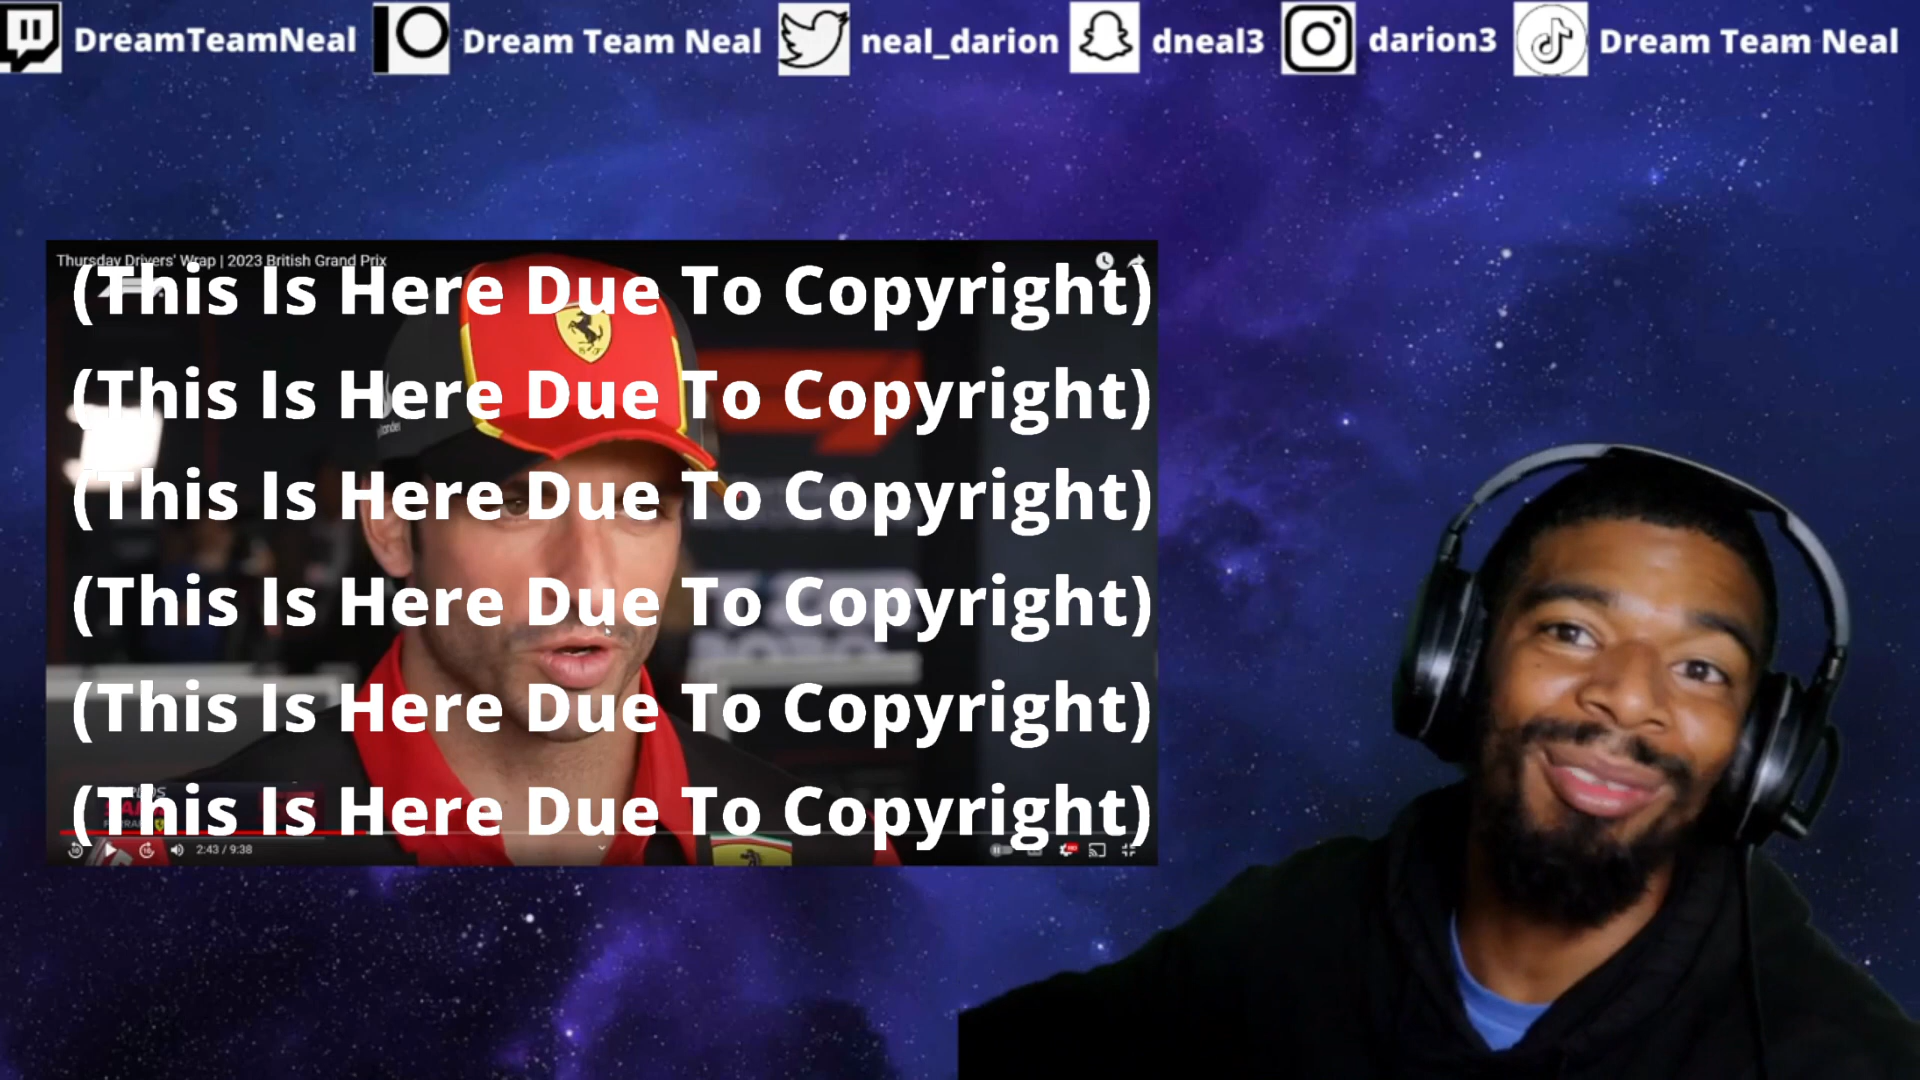 DreamTeamNeal Dream Team Neal neal_darion dneal3 darion3 Dream Team Neal
Thursday Drivers' Wrap | 2023 British Grand Prix
(This Is Here Due To Copyright)
(This Is Here Due To Copyright)
(This Is Here Due To Copyright)
(This Is Here Due To Copyright)
(This Is Here Due To Copyright)
(This Is Here Due To Copyright)
2:43 / 9:38